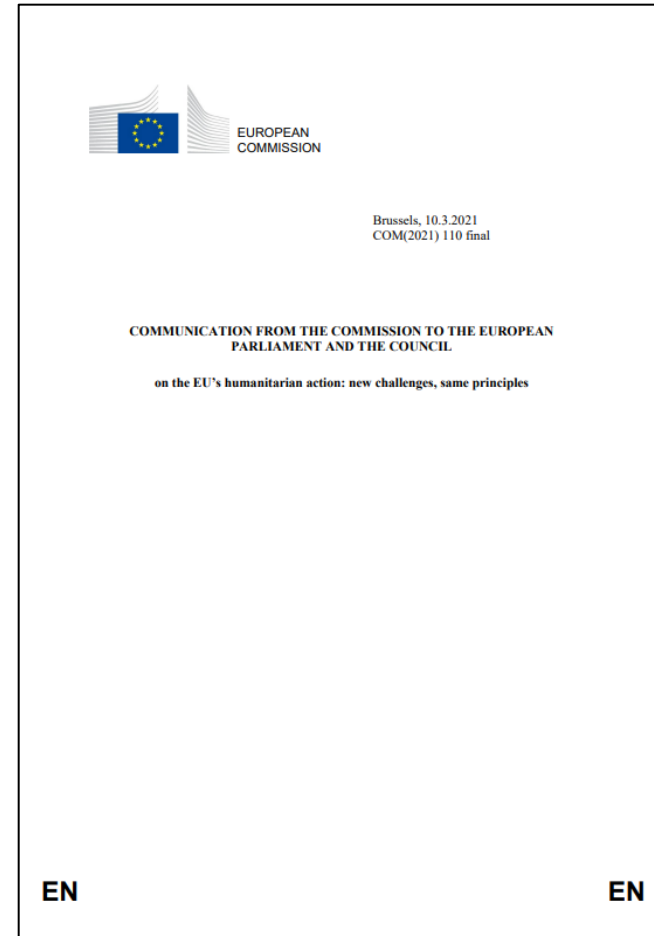 EUROPEAN
COMMISSION
Brussels, 10.3.2021
COM(2021) 110 final
COMMUNICATION FROM THE COMMISSION TO THE EUROPEAN
PARLIAMENT AND THE COUNCIL
on the EU’s humanitarian action: new challenges, same principles
EN EN